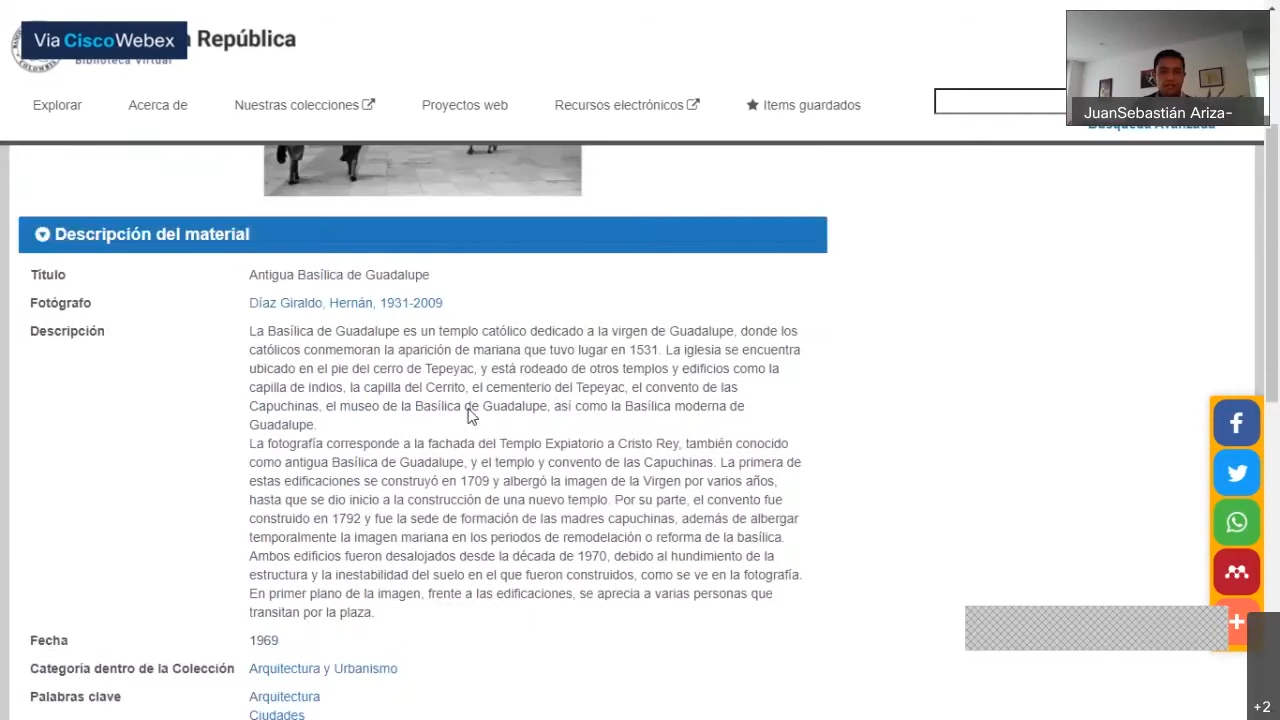 Via Cisco Webex
República
Biblioteca Virtual
Explorar
Acerca de
Nuestras colecciones
Proyectos web
Recursos electrónicos
Items guardados
JuanSebastián Ariza-
Búsqueda Avanzada
Descripción del material
Título
Antigua Basílica de Guadalupe
Fotógrafo
Díaz Giraldo, Hernán, 1931-2009
Descripción
La Basílica de Guadalupe es un templo católico dedicado a la virgen de Guadalupe, donde los
católicos conmemoran la aparición de mariana que tuvo lugar en 1531. La iglesia se encuentra
ubicado en el pie del cerro de Tepeyac, y está rodeado de otros templos y edificios como la
capilla de indios, la capilla del Cerrito, el cementerio del Tepeyac, el convento de las
Capuchinas, el museo de la Basílica de Guadalupe, así como la Basílica moderna de
Guadalupe.
La fotografía corresponde a la fachada del Templo Expiatorio a Cristo Rey, también conocido
como antigua Basílica de Guadalupe, y el templo y convento de las Capuchinas. La primera de
estas edificaciones se construyó en 1709 y albergó la imagen de la Virgen por varios años,
hasta que se dio inicio a la construcción de una nuevo templo. Por su parte, el convento fue
construido en 1792 y fue la sede de formación de las madres capuchinas, además de albergar
temporalmente la imagen mariana en los periodos de remodelación o reforma de la basílica.
Ambos edificios fueron desalojados desde la década de 1970, debido al hundimiento de la
estructura y la inestabilidad del suelo en el que fueron construidos, como se ve en la fotografía.
En primer plano de la imagen, frente a las edificaciones, se aprecia a varias personas que
transitan por la plaza.
Fecha
1969
Categoría dentro de la Colección
Arquitectura y Urbanismo
Palabras clave
Arquitectura
Ciudades
+2